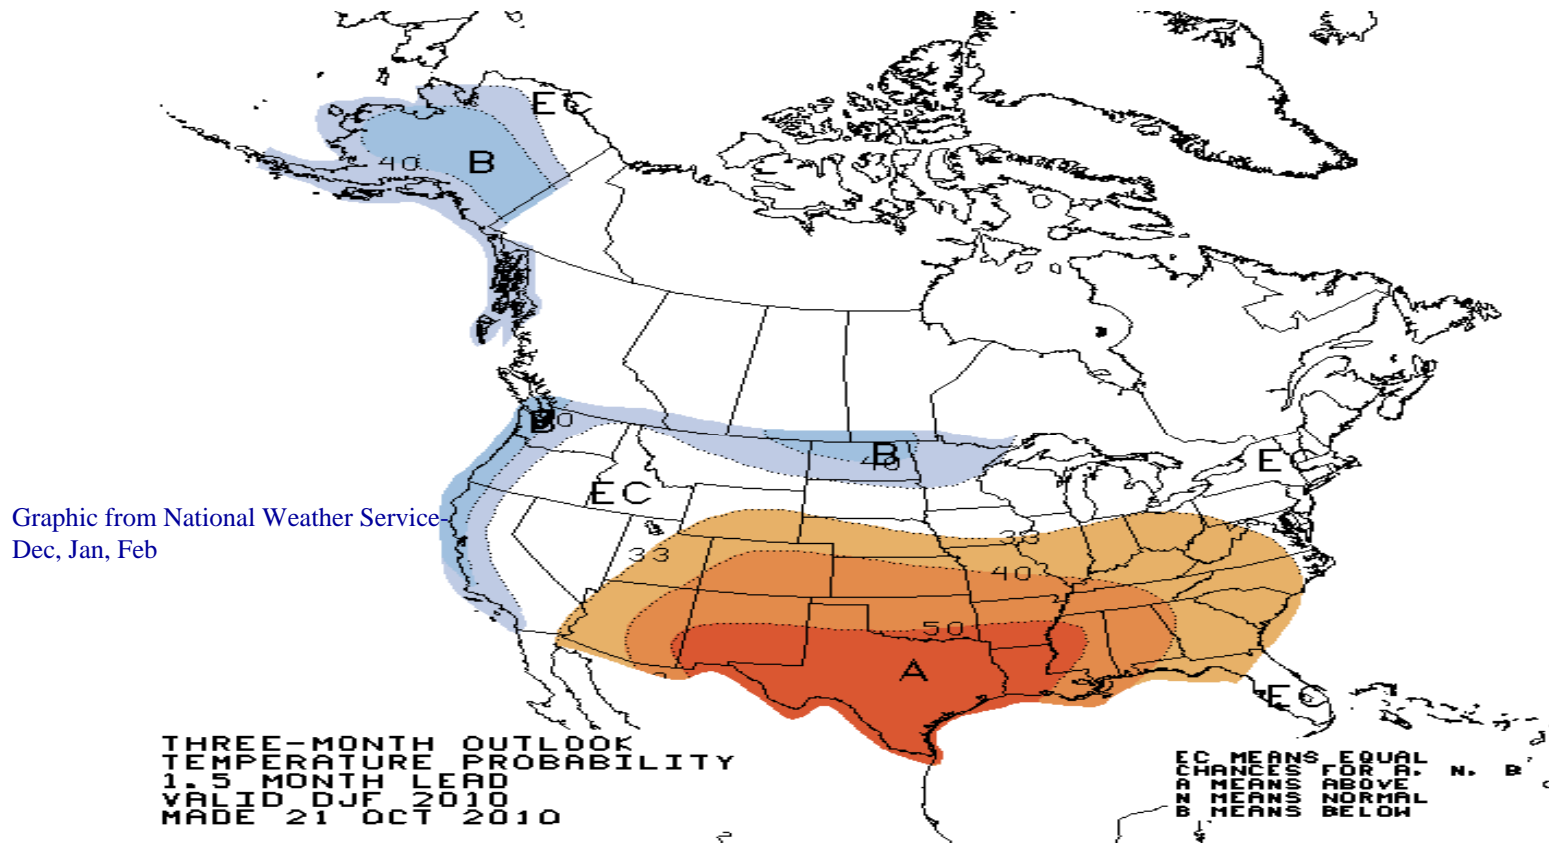 EC
B
40
B
40
EC
EC
Graphic from National Weather Service-
Dec, Jan, Feb
33
33
40
50
A
EC
THREE-MONTH OUTLOOK
TEMPERATURE PROBABILITY
1.5 MONTH LEAD
VALID DJF 2010
MADE 21 OCT 2010
EC MEANS EQUAL
CHANCES FOR A, N, B
A MEANS ABOVE
N MEANS NORMAL
B MEANS BELOW